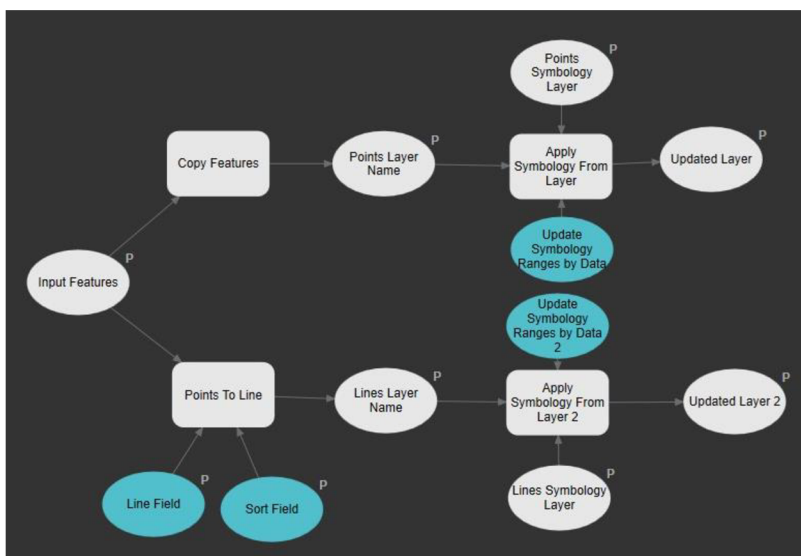 P
Points
Symbology
Layer
P
Copy Features
Points Layer
Name
P
Apply
Symbology From
Layer
Updated Layer
P
Update
Symbology
Ranges by Data
Input Features
P
Update
Symbology
Ranges by Data
2
Points To Line
Lines Layer
Name
P
Apply
Symbology From
Layer 2
Updated Layer 2
P
Line Field
P
Sort Field
P
Lines Symbology
Layer